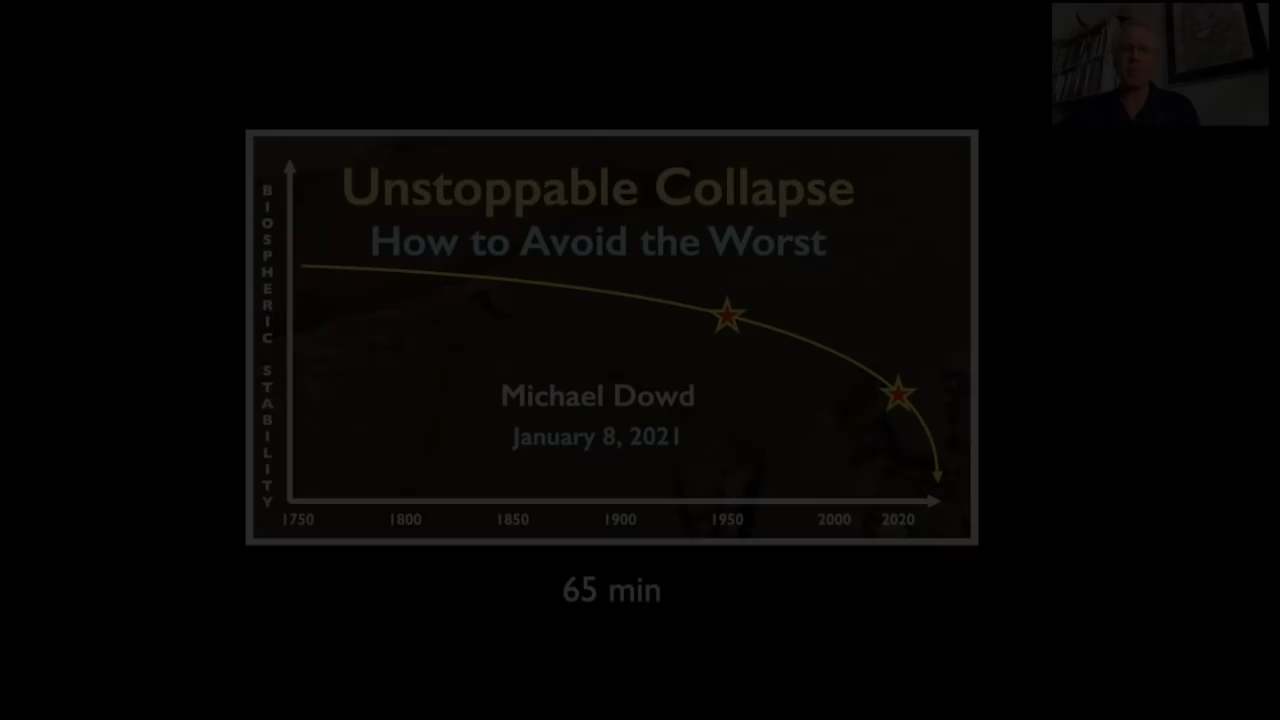 Unstoppable Collapse
How to Avoid the Worst
BIOSPHERIC STABILITY
Michael Dowd
January 8, 2021
1750 1800 1850 1900 1950 2000 2020
65 min